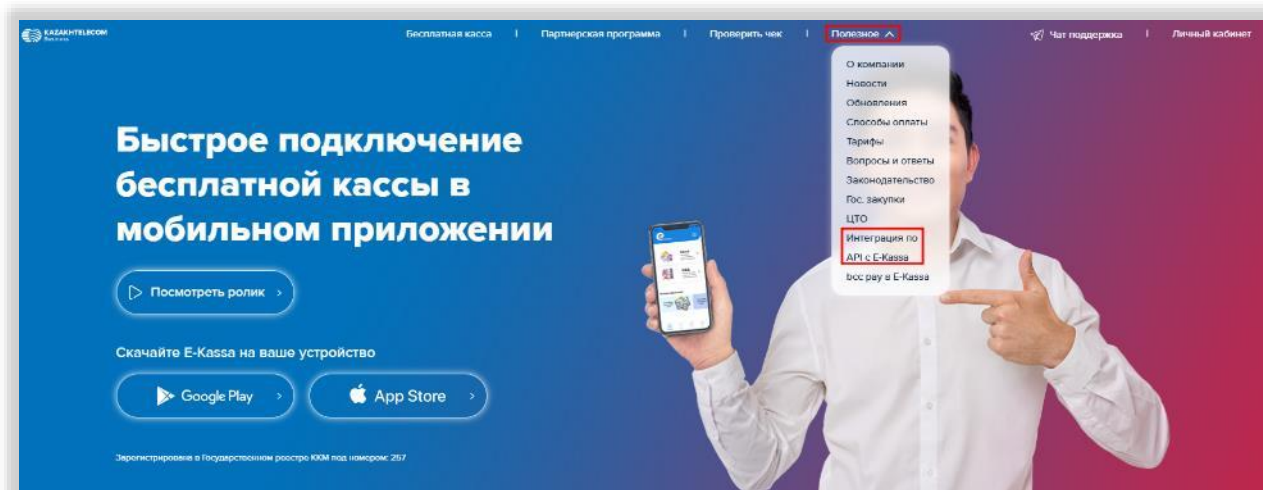 KAZAKHTELECOM
Бесплатная касса | Партнерская программа | Проверить чек | Полезное
Чат поддержка | Личный кабинет
О компании
Новости
Обновления
Способы оплаты
Тарифы
Вопросы и ответы
Законодательство
Гос. закупки
ЦТО
Интеграция по
API с E-Kassa
bcc pay в E-Kassa
Быстрое подключение
бесплатной кассы в
мобильном приложении
Посмотреть ролик
Скачайте E-Kassa на ваше устройство
Google Play
App Store
Зарегистрирована в Государственном реестре ККМ под номером: 257